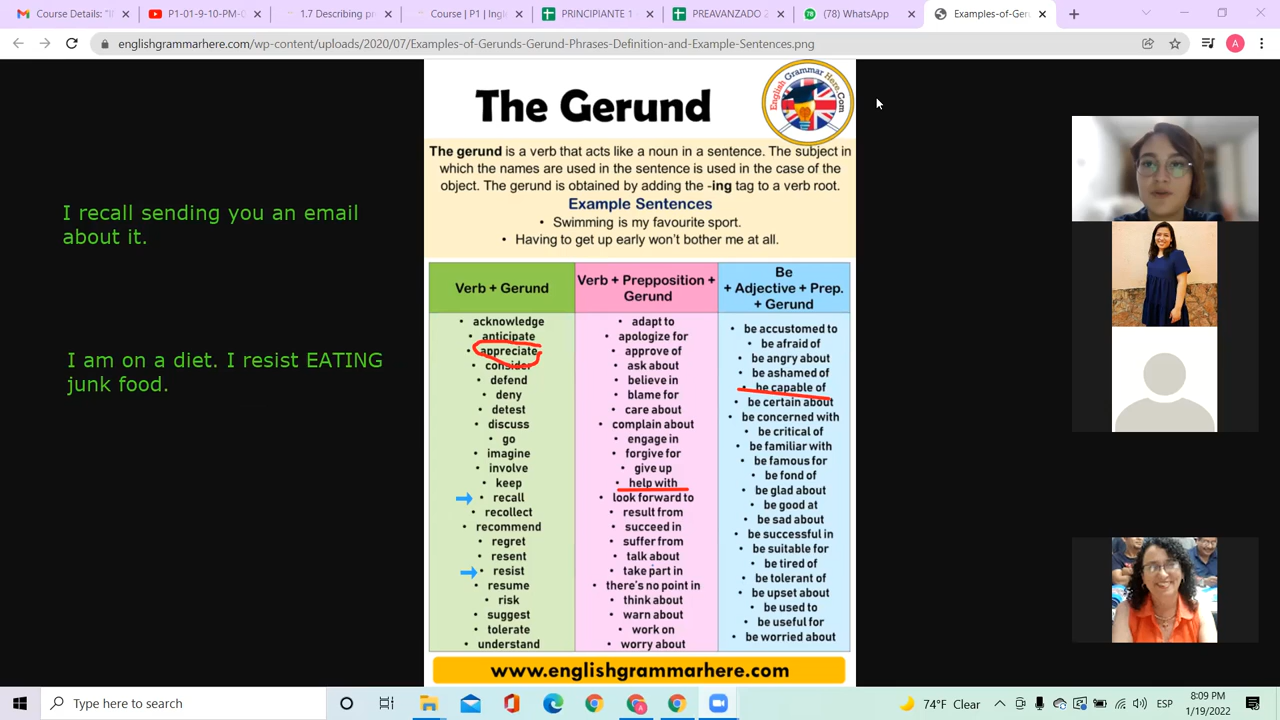 P1-01-9-10-PM-C
1.7 Describing past
Course | P1 | Ingl
PRINCIPIANTE 1
PREAVANZADO 2
(78) WhatsApp
Examples-of-Ger
englishgrammarhere.com/wp-content/uploads/2020/07/Examples-of-Gerunds-Gerund-Phrases-Definition-and-Example-Sentences.png
A
The Gerund
English Grammar Here.Com
The gerund is a verb that acts like a noun in a sentence. The subject in
which the names are used in the sentence is used in the case of the
object. The gerund is obtained by adding the -ing tag to a verb root.
Example Sentences
• Swimming is my favourite sport.
• Having to get up early won't bother me at all.
I recall sending you an email
about it.
I am on a diet. I resist EATING
junk food.
Verb + Gerund
• acknowledge
• anticipate
• appreciate
• consider
• defend
• deny
• detest
• discuss
• go
• imagine
• involve
• keep
• recall
• recollect
• recommend
• regret
• resent
• resist
• resume
• risk
• suggest
• tolerate
• understand
Verb + Prepposition +
Gerund
• adapt to
• apologize for
• approve of
• ask about
• believe in
• blame for
• care about
• complain about
• engage in
• forgive for
• give up
• help with
• look forward to
• result from
• succeed in
• suffer from
• talk about
• take part in
• there's no point in
• think about
• warn about
• work on
• worry about
Be
+ Adjective + Prep.
+ Gerund
• be accustomed to
• be afraid of
• be angry about
• be ashamed of
• be capable of
• be certain about
• be concerned with
• be critical of
• be familiar with
• be famous for
• be fond of
• be glad about
• be good at
• be sad about
• be successful in
• be suitable for
• be tired of
• be tolerant of
• be upset about
• be used to
• be useful for
• be worried about
www.englishgrammarhere.com
Type here to search
74°F Clear
ESP
8:09 PM
1/19/2022